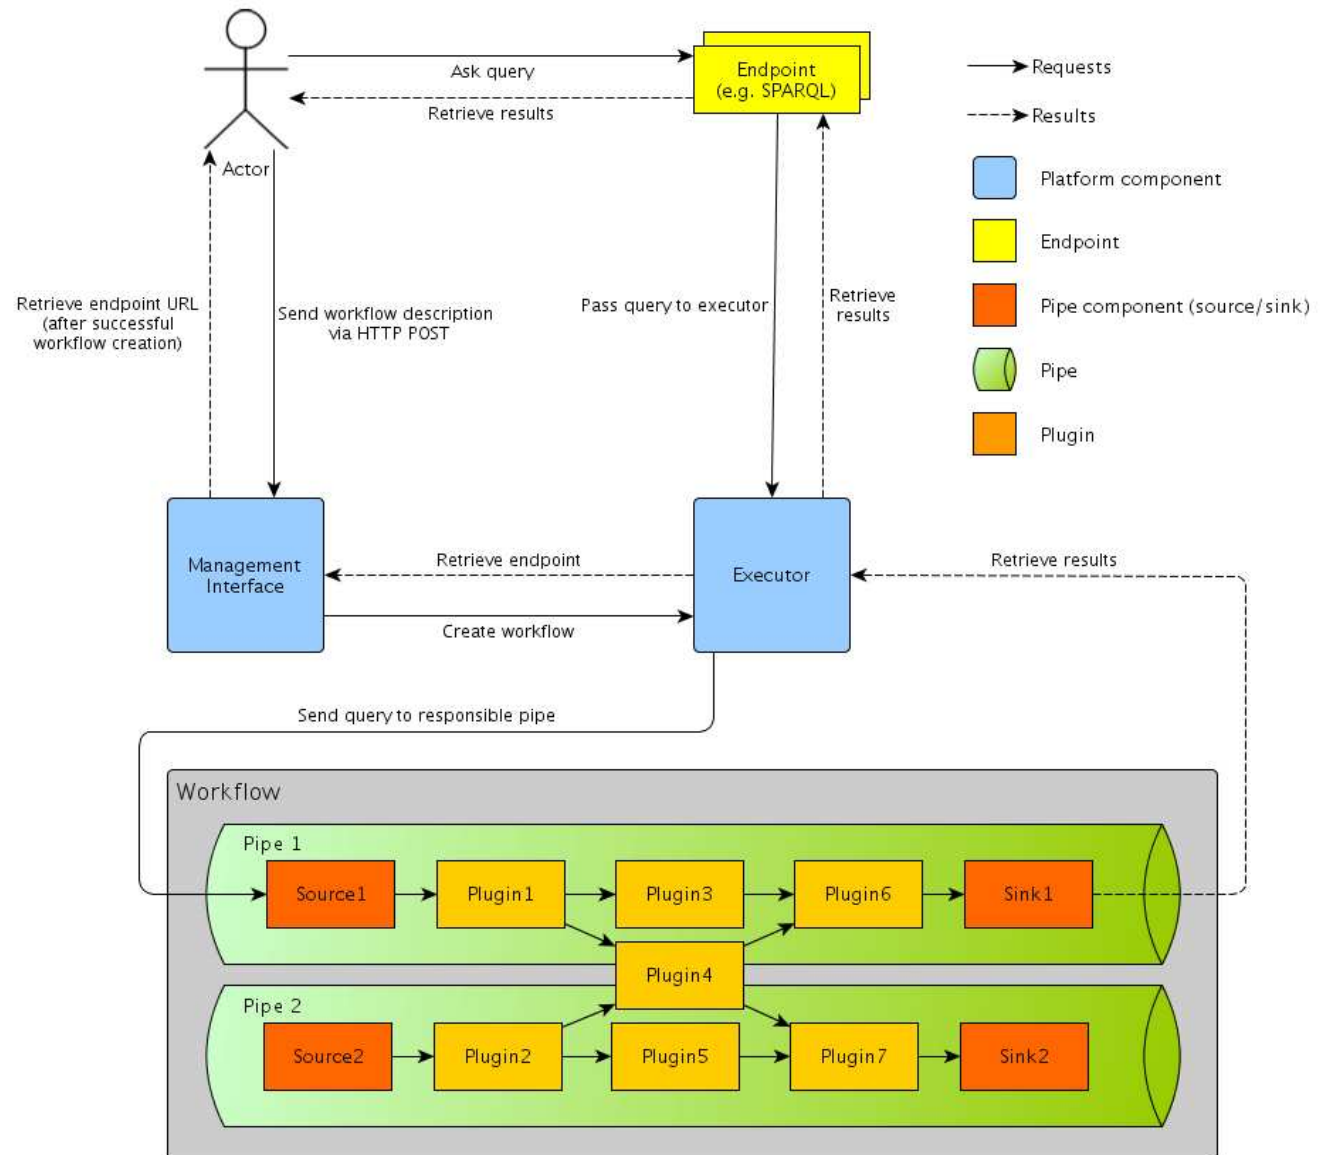 Ask query
Retrieve results
Endpoint
(e.g. SPARQL)
Requests
Results
Platform component
Endpoint
Pipe component (source/sink)
Pipe
Plugin
Actor
Retrieve endpoint URL
(after successful
workflow creation)
Send workflow description
via HTTP POST
Pass query to executor
Retrieve
results
Management
Interface
Retrieve endpoint
Create workflow
Executor
Retrieve results
Send query to responsible pipe
Workflow
Pipe 1
Source1
Plugin1
Plugin3
Plugin6
Sink1
Plugin4
Pipe 2
Source2
Plugin2
Plugin5
Plugin7
Sink2